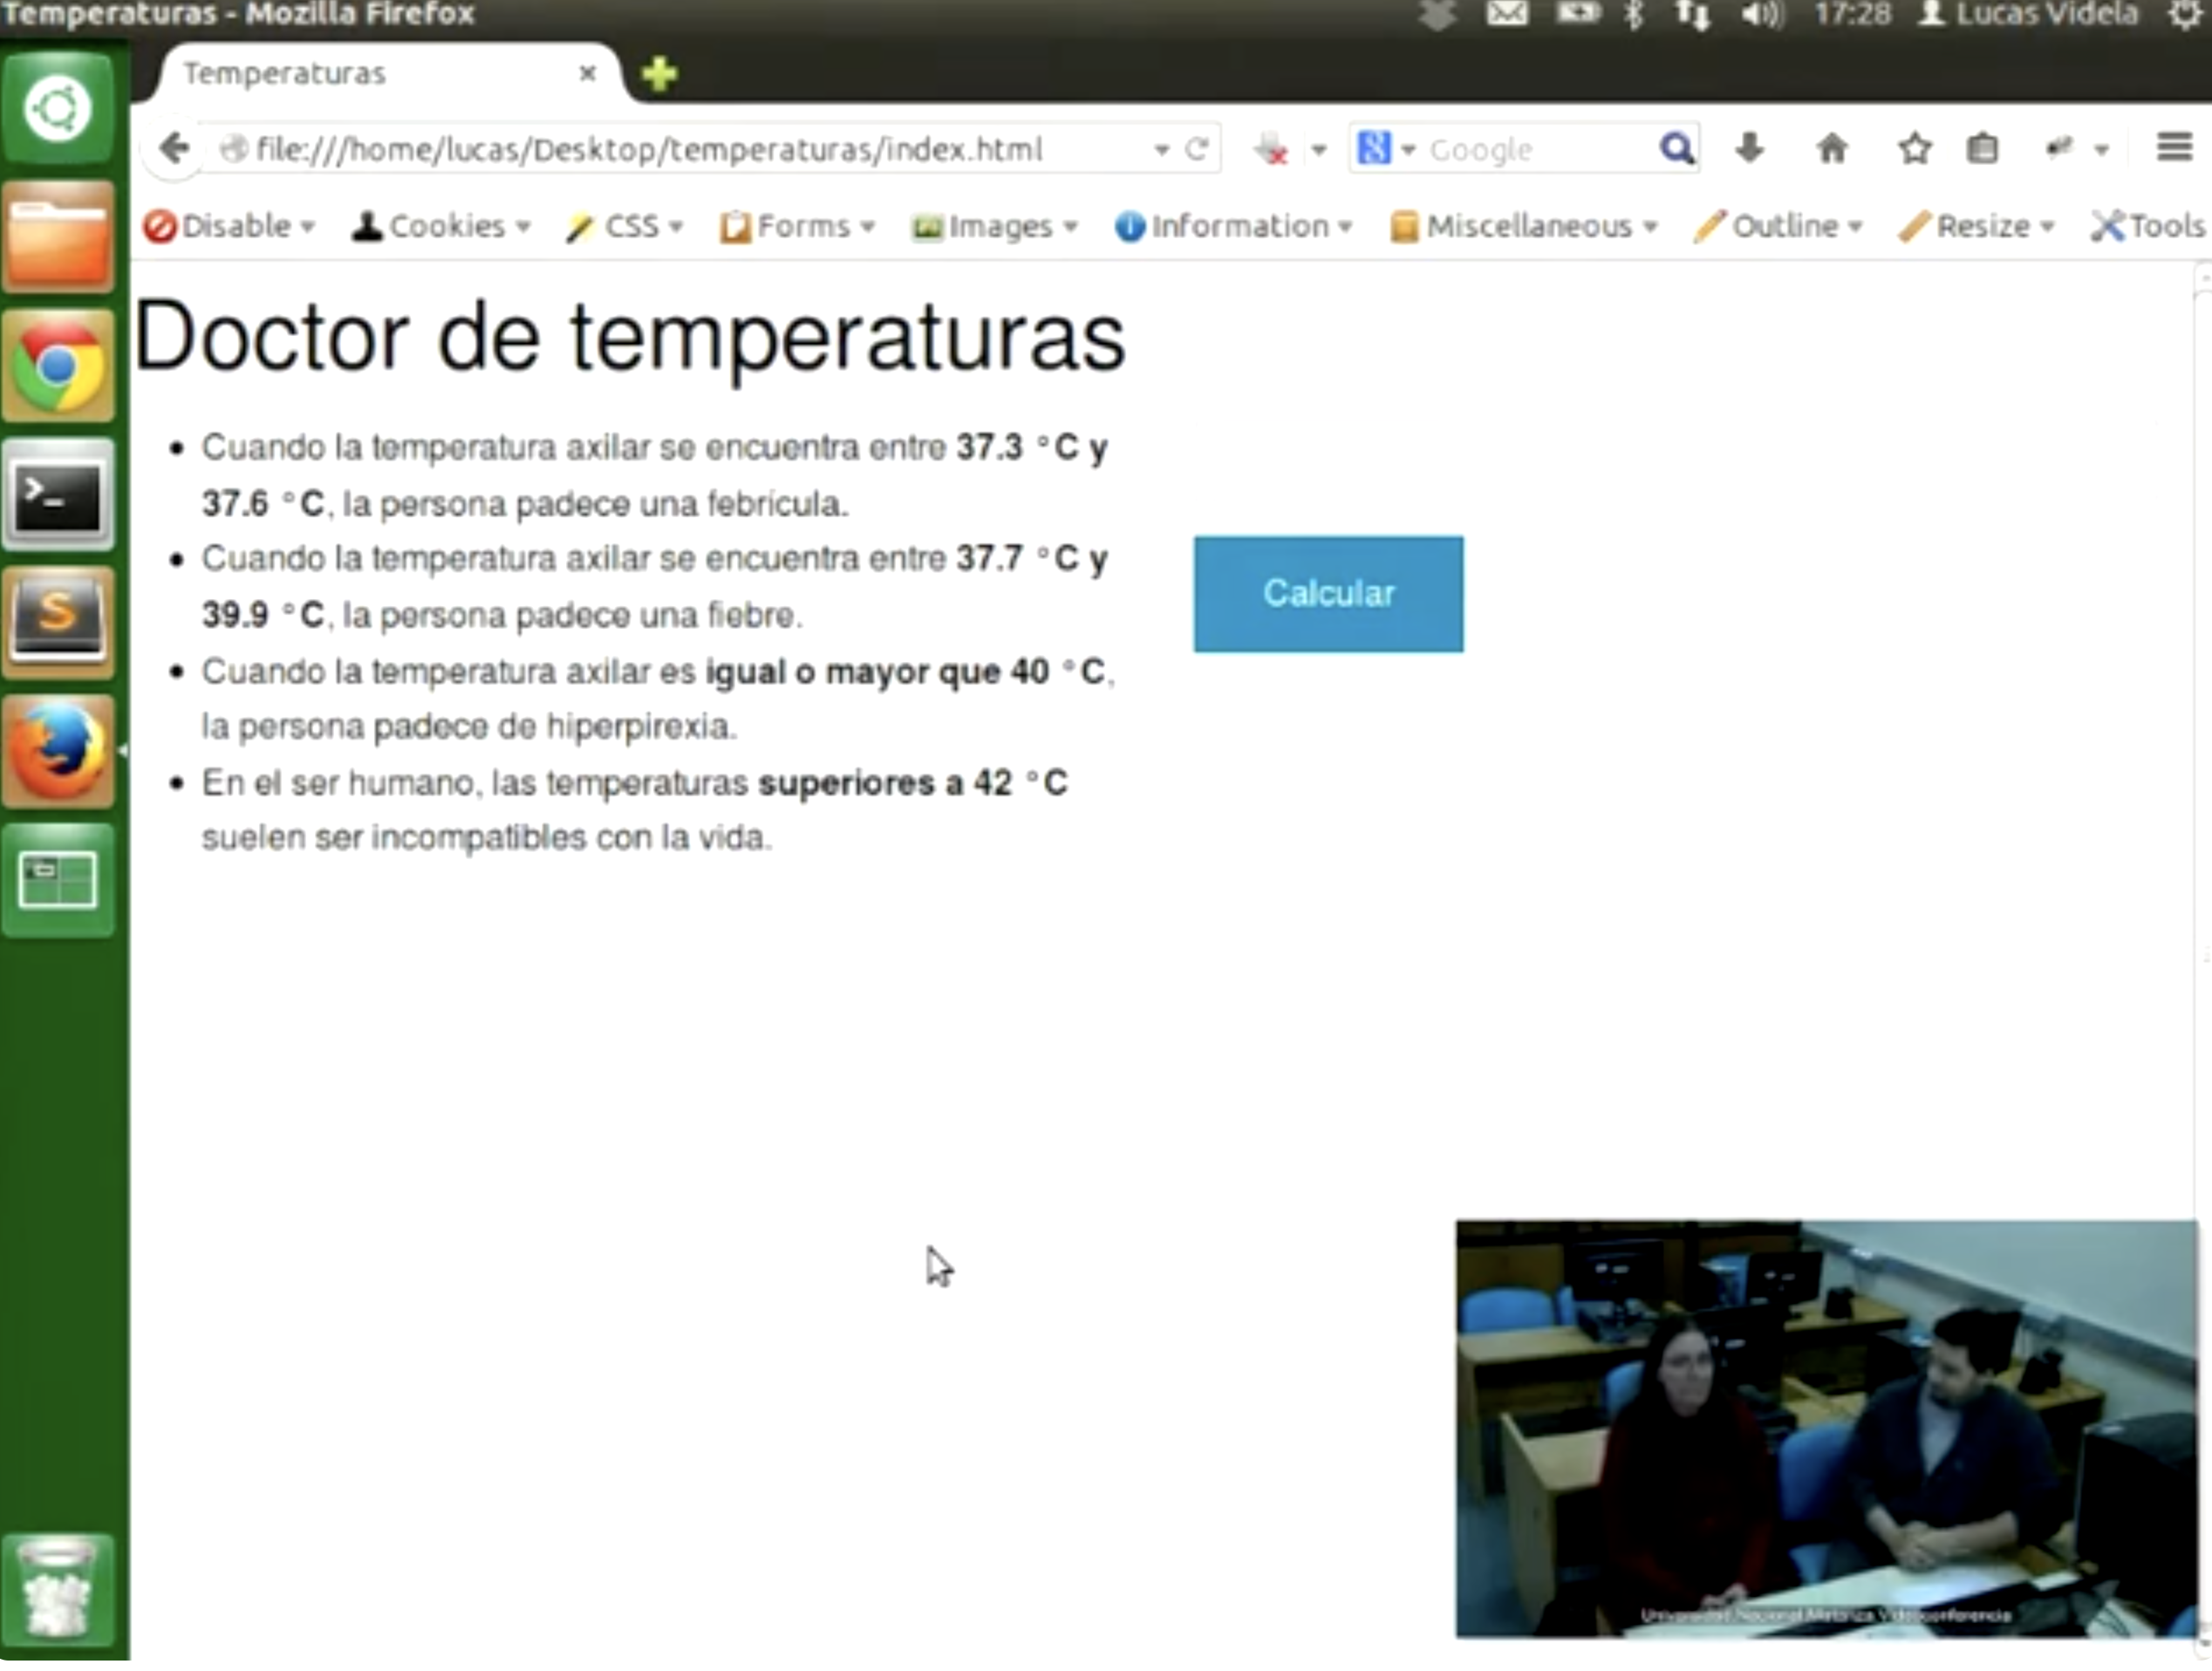 Temperaturas - Mozilla Firefox
17:28 Lucas Videla
Temperaturas
file:///home/lucas/Desktop/temperaturas/index.html
Google
Disable Cookies CSS Forms Images Information Miscellaneous Outline Resize Tools
Doctor de temperaturas
Cuando la temperatura axilar se encuentra entre 37.3 °C y
37.6 °C, la persona padece una febrícula.
Cuando la temperatura axilar se encuentra entre 37.7 °C y
39.9 °C, la persona padece una fiebre.
Cuando la temperatura axilar es igual o mayor que 40 °C,
la persona padece de hiperpirexia.
En el ser humano, las temperaturas superiores a 42 °C
suelen ser incompatibles con la vida.
Calcular
Universidad Nacional Matanza Videoconferencia